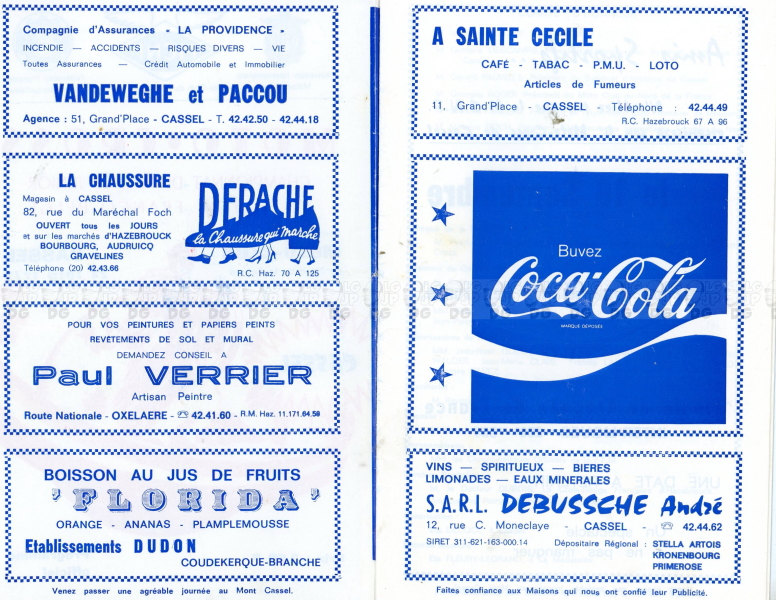 Compagnie d'Assurances - LA PROVIDENCE -
INCENDIE — ACCIDENTS — RISQUES DIVERS — VIE
Toutes Assurances — Crédit Automobile et Immobilier
VANDEWEGHE et PACCOU
Agence : 51, Grand'Place - CASSEL - T. 42.42.50 - 42.44.18
LA CHAUSSURE
Magasin à CASSEL
82, rue du Maréchal Foch
OUVERT tous les JOURS
et sur les marchés d'HAZEBROUCK
BOURBOURG, AUDRUICQ
GRAVELINES
Téléphone (20) 42.43.66
DERACHE
la Chaussure qui Marche
R.C. Haz. 70 A 125
POUR VOS PEINTURES ET PAPIERS PEINTS
REVÊTEMENTS DE SOL ET MURAL
DEMANDEZ CONSEIL A
Paul VERRIER
Artisan Peintre
Route Nationale - OXELAERE - ☏ 42.41.60 - R.M. Haz. 11.171.64.59
BOISSON AU JUS DE FRUITS
'FLORIDA'
ORANGE - ANANAS - PLAMPLEMOUSSE
Etablissements DUDON
COUDEKERQUE-BRANCHE
Venez passer une agréable journée au Mont Cassel.
A SAINTE CECILE
CAFÉ - TABAC - P.M.U. - LOTO
Articles de Fumeurs
11, Grand'Place - CASSEL - Téléphone : 42.44.49
R.C. Hazebrouck 67 A 96
Buvez
Coca-Cola
MARQUE DÉPOSÉE
VINS — SPIRITUEUX — BIERES
LIMONADES — EAUX MINERALES
S.A.R.L. DEBUSSCHE André
12, rue C. Moneclaye - CASSEL - ☏ 42.44.62
SIRET 311-621-163-000.14 Dépositaire Régional : STELLA ARTOIS
KRONENBOURG
PRIMEROSE
Faites confiance aux Maisons qui nous ont confié leur Publicité.